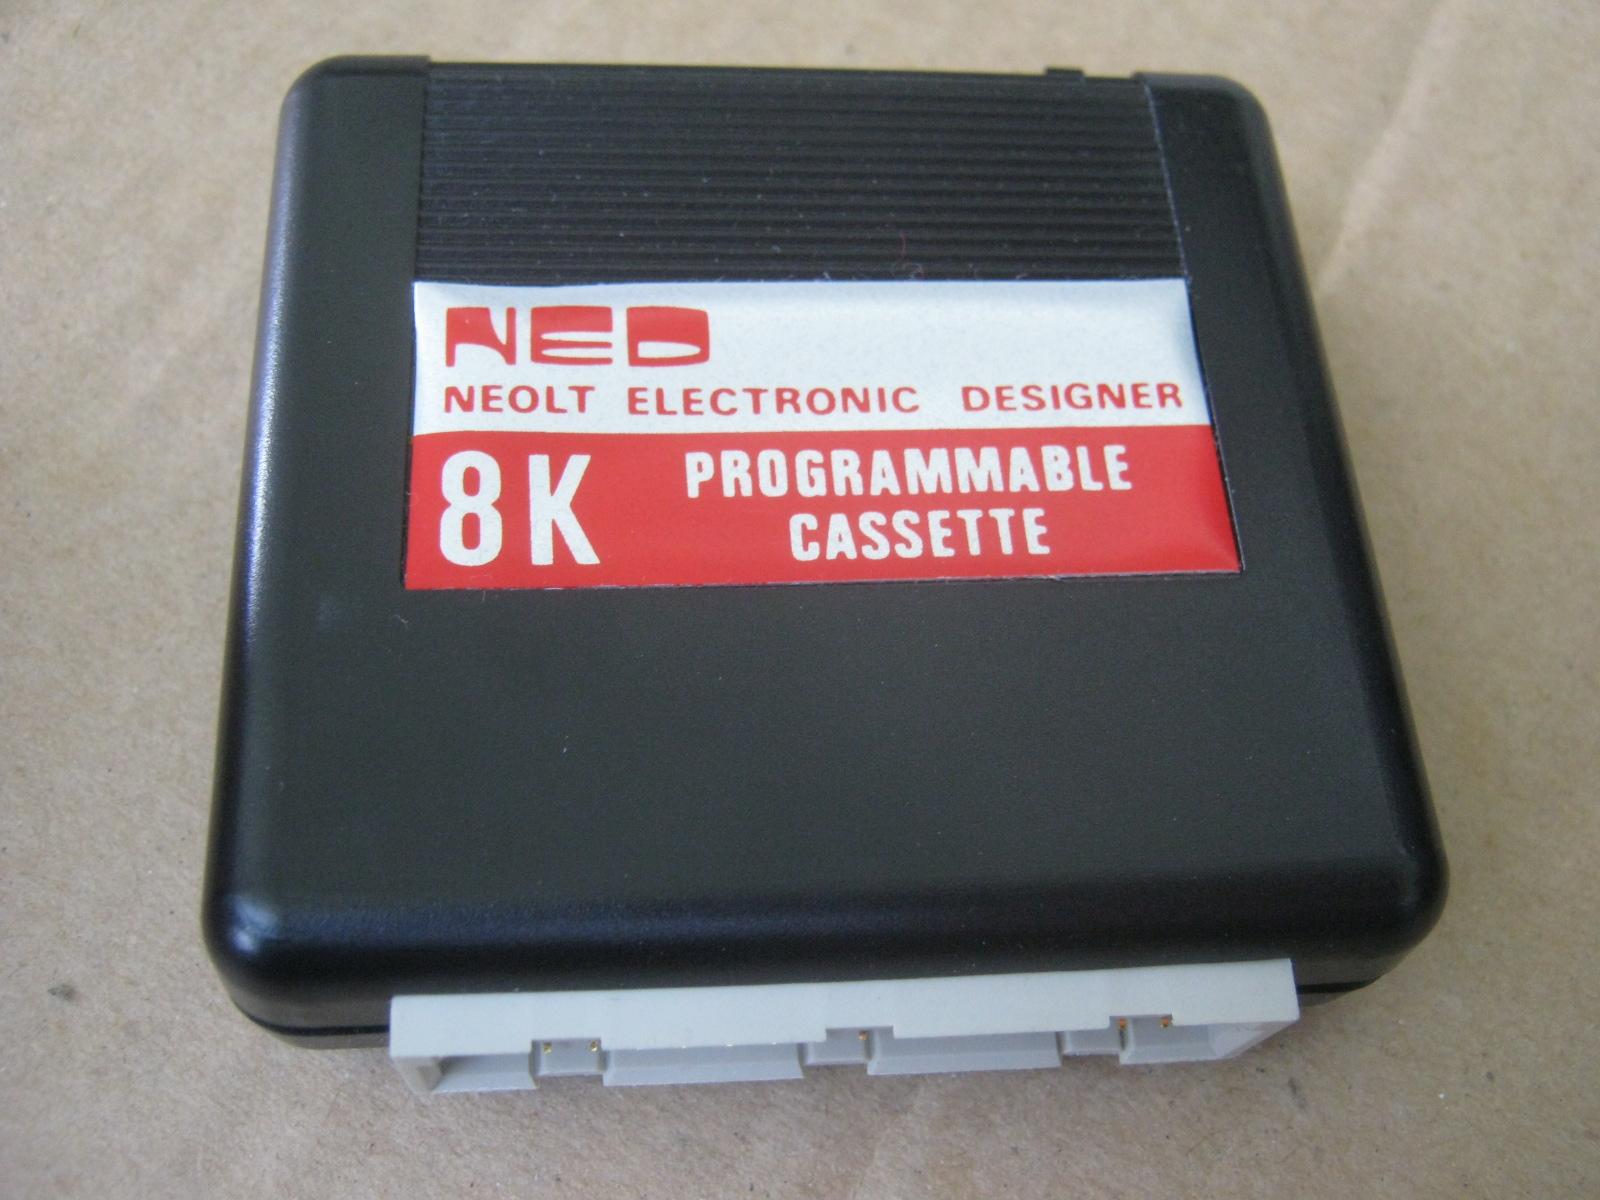 NED
NEOLT ELECTRONIC DESIGNER
8K
PROGRAMMABLE
CASSETTE